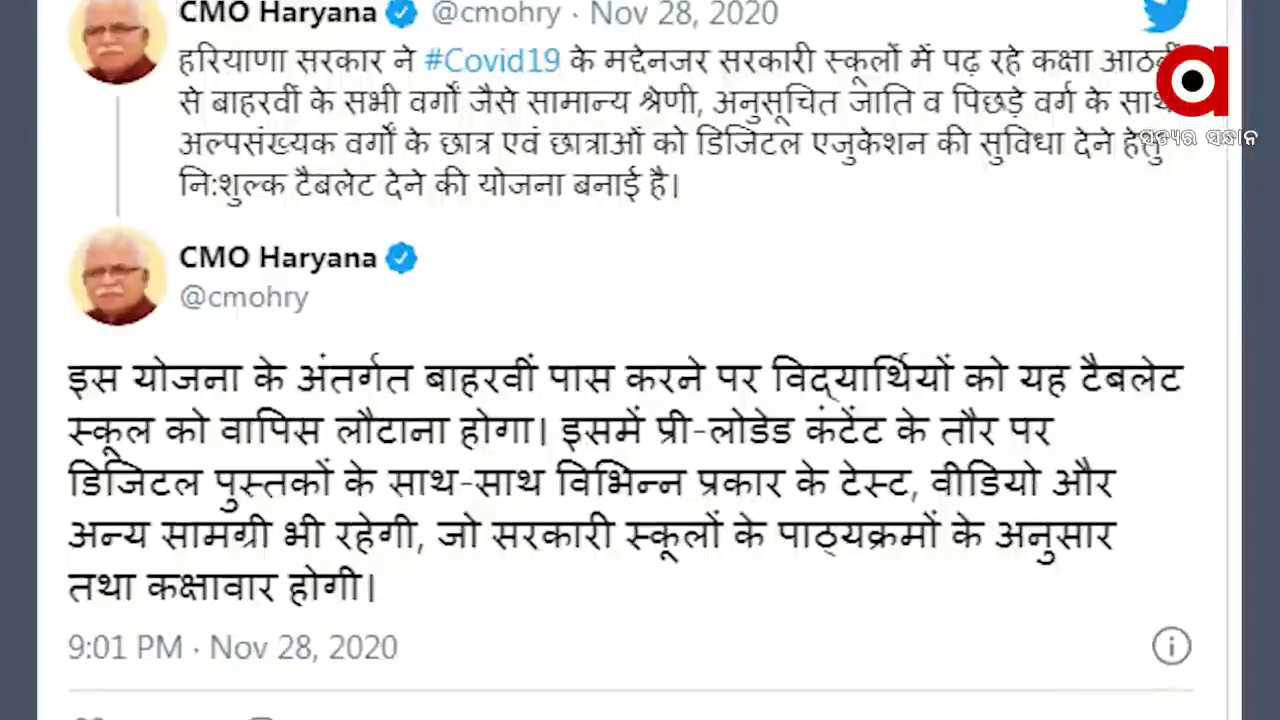 CMO Haryana @cmohry · Nov 28, 2020
हरियाणा सरकार ने #Covid19 के मद्देनजर सरकारी स्कूलों में पढ़ रहे कक्षा
से बाहरवीं के सभी वर्गों जैसे सामान्य श्रेणी, अनुसूचित जाति व पिछड़े वर्ग के साथ
अल्पसंख्यक वर्गों के छात्र एवं छात्राओं को डिजिटल एजुकेशन की सुविधा देने हेतु
नि:शुल्क टैबलेट देने की योजना बनाई है।
ସତ୍ୟର ସନ୍ଧାନ
CMO Haryana
@cmohry
इस योजना के अंतर्गत बाहरवीं पास करने पर विद्यार्थियों को यह टैबलेट
स्कूल को वापिस लौटाना होगा। इसमें प्री-लोडेड कंटेंट के तौर पर
डिजिटल पुस्तकों के साथ-साथ विभिन्न प्रकार के टेस्ट, वीडियो और
अन्य सामग्री भी रहेगी, जो सरकारी स्कूलों के पाठ्यक्रमों के अनुसार
तथा कक्षावार होगी।
9:01 PM · Nov 28, 2020